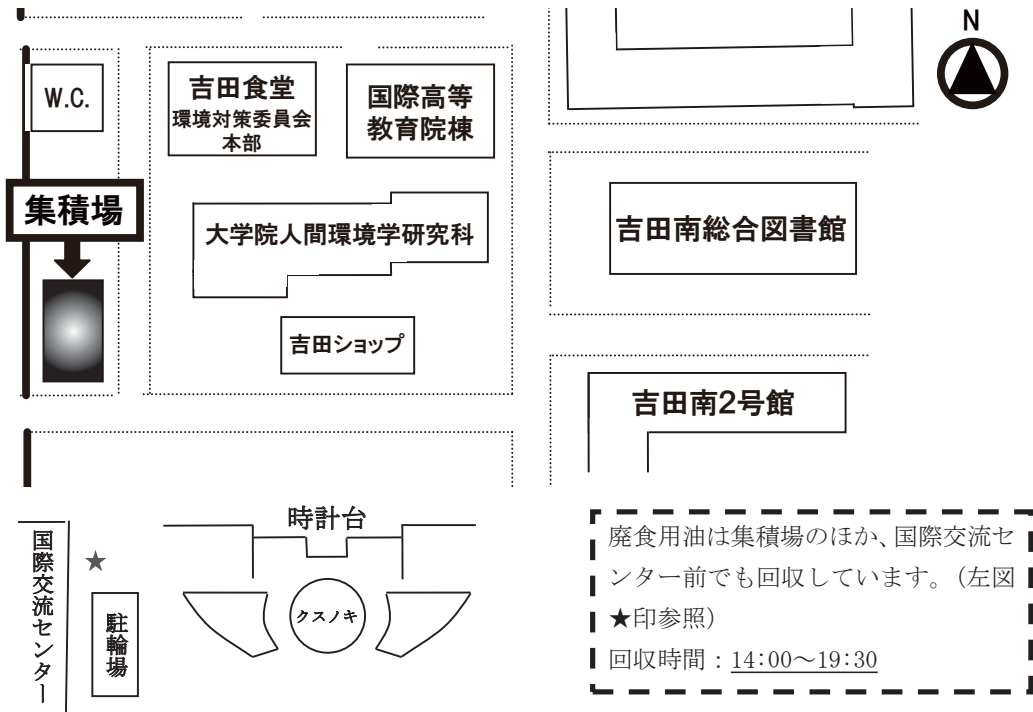 N
W.C.
吉田食堂
環境対策委員会
本部
国際高等
教育院棟
集積場
大学院人間環境学研究科
吉田南総合図書館
吉田ショップ
吉田南2号館
国際交流センター
★
駐輪場
時計台
クスノキ
廃食用油は集積場のほか、国際交流セ
ンター前でも回収しています。（左図
★印参照）
回収時間：14:00～19:30